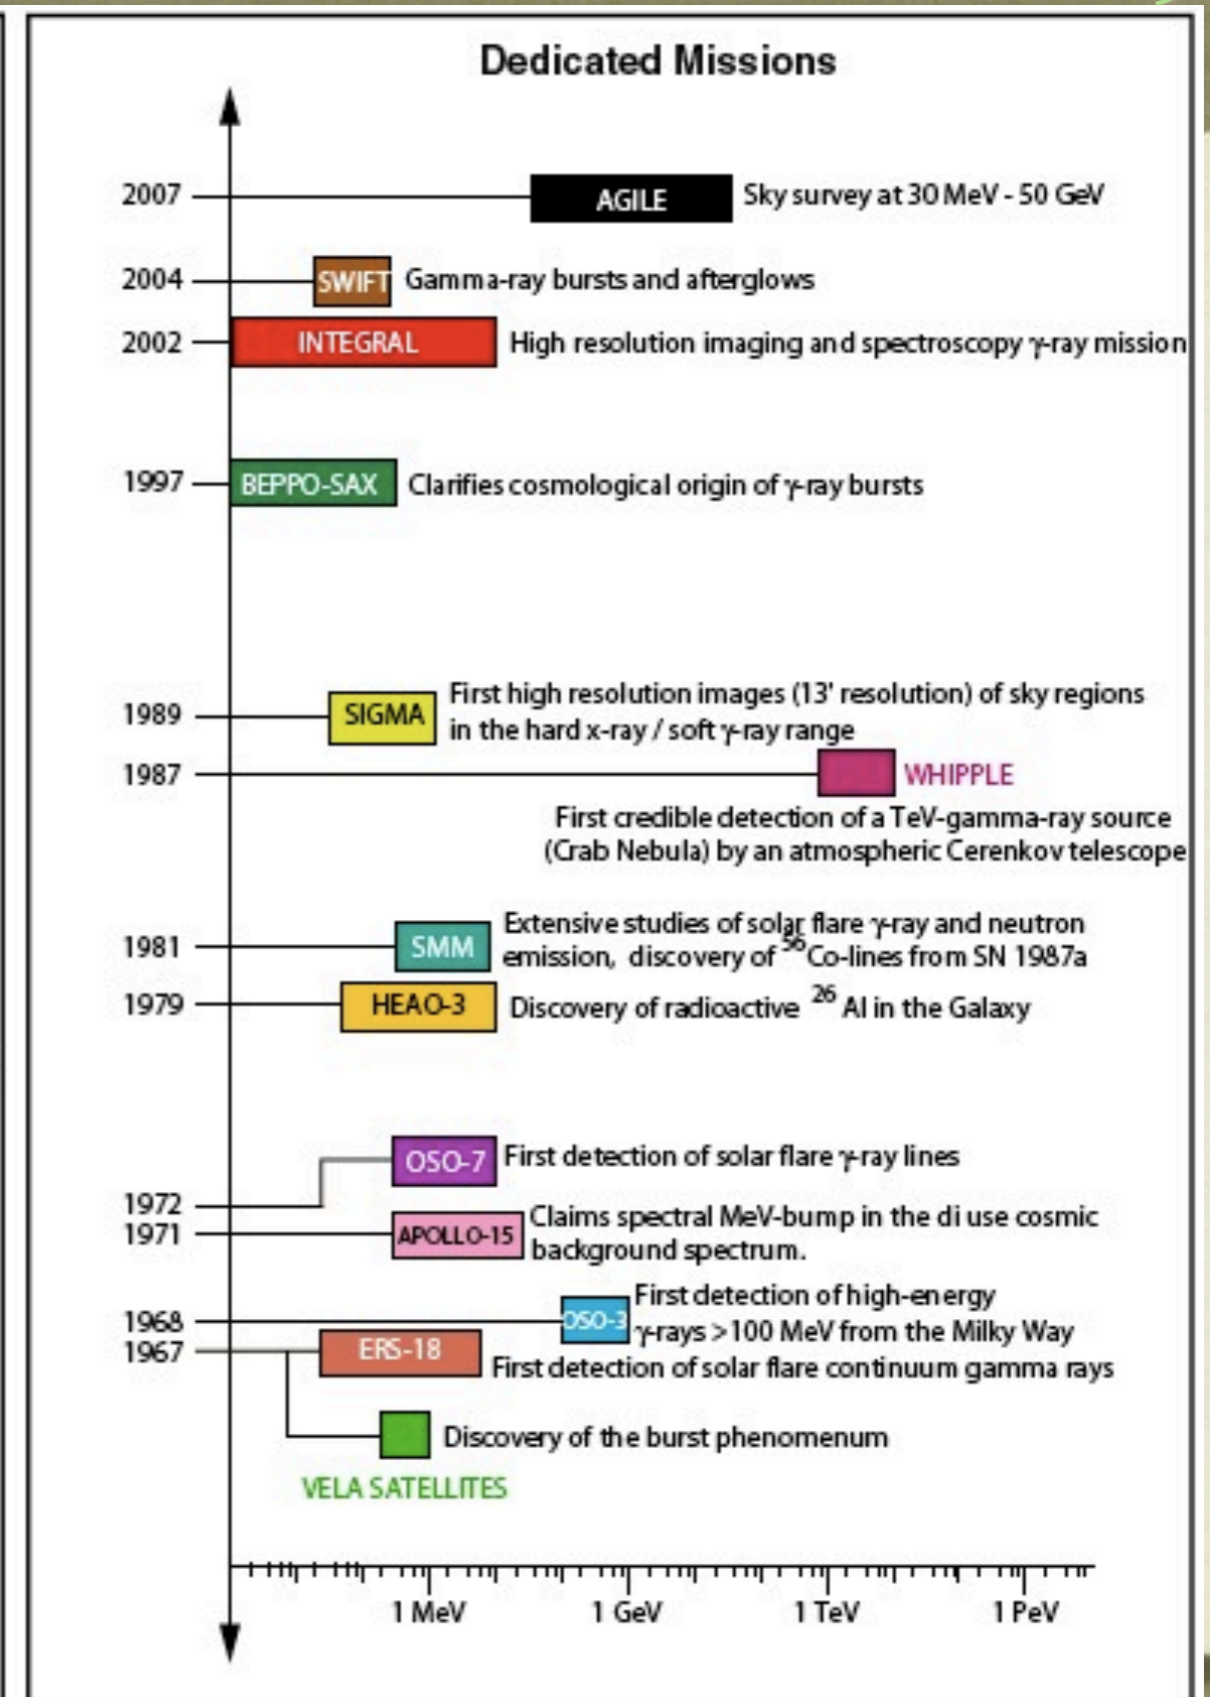 Dedicated Missions
2007 AGILE Sky survey at 30 MeV - 50 GeV
2004 SWIFT Gamma-ray bursts and afterglows
2002 INTEGRAL High resolution imaging and spectroscopy γ-ray mission
1997 BEPPO-SAX Clarifies cosmological origin of γ-ray bursts
1989 SIGMA First high resolution images (13' resolution) of sky regions
in the hard x-ray / soft γ-ray range
1987 WHIPPLE
First credible detection of a TeV-gamma-ray source
(Crab Nebula) by an atmospheric Cerenkov telescope
1981 SMM Extensive studies of solar flare γ-ray and neutron
emission, discovery of 56Co-lines from SN 1987a
1979 HEAO-3 Discovery of radioactive 26 Al in the Galaxy
OSO-7 First detection of solar flare γ-ray lines
1972
1971 APOLLO-15 Claims spectral MeV-bump in the di use cosmic
background spectrum.
1968 OSO-3 First detection of high-energy
γ-rays >100 MeV from the Milky Way
1967 ERS-18 First detection of solar flare continuum gamma rays
Discovery of the burst phenomenum
VELA SATELLITES
1 MeV 1 GeV 1 TeV 1 PeV